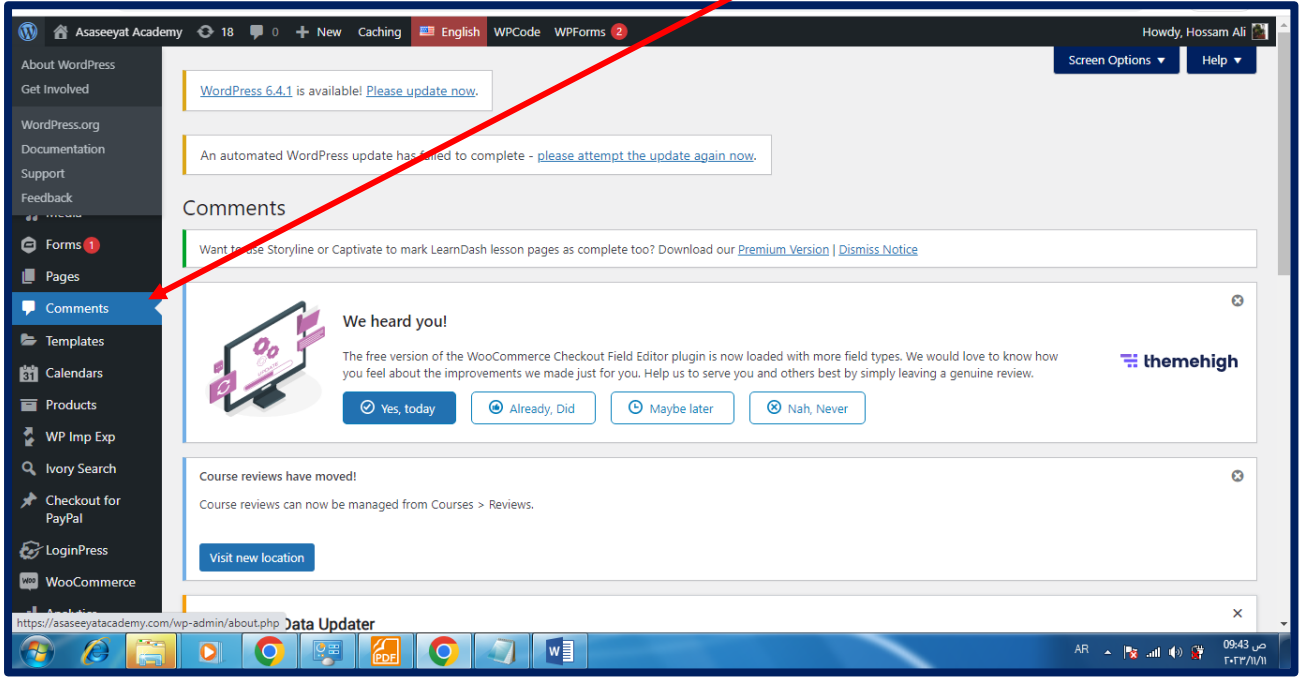 Asaseeyat Academy 18 0 New Caching English WPCode WPForms 2 Howdy, Hossam Ali
About WordPress
Get Involved
WordPress.org
Documentation
Support
Feedback
Media
Forms 1
Pages
Comments
Templates
31 Calendars
Products
WP Imp Exp
Ivory Search
Checkout for
PayPal
LoginPress
Woo WooCommerce
Analytics
Screen Options ▼ Help ▼
WordPress 6.4.1 is available! Please update now.
An automated WordPress update has failed to complete - please attempt the update again now.
Comments
Want to use Storyline or Captivate to mark LearnDash lesson pages as complete too? Download our Premium Version | Dismiss Notice
We heard you!
The free version of the WooCommerce Checkout Field Editor plugin is now loaded with more field types. We would love to know how
you feel about the improvements we made just for you. Help us to serve you and others best by simply leaving a genuine review.
themehigh
Yes, today Already, Did Maybe later Nah, Never
Course reviews have moved!
Course reviews can now be managed from Courses > Reviews.
Visit new location
Data Updater
https://asaseeyatacademy.com/wp-admin/about.php
PDF
W
AR
09:43 ص
٢٠٢٣/١١/١١